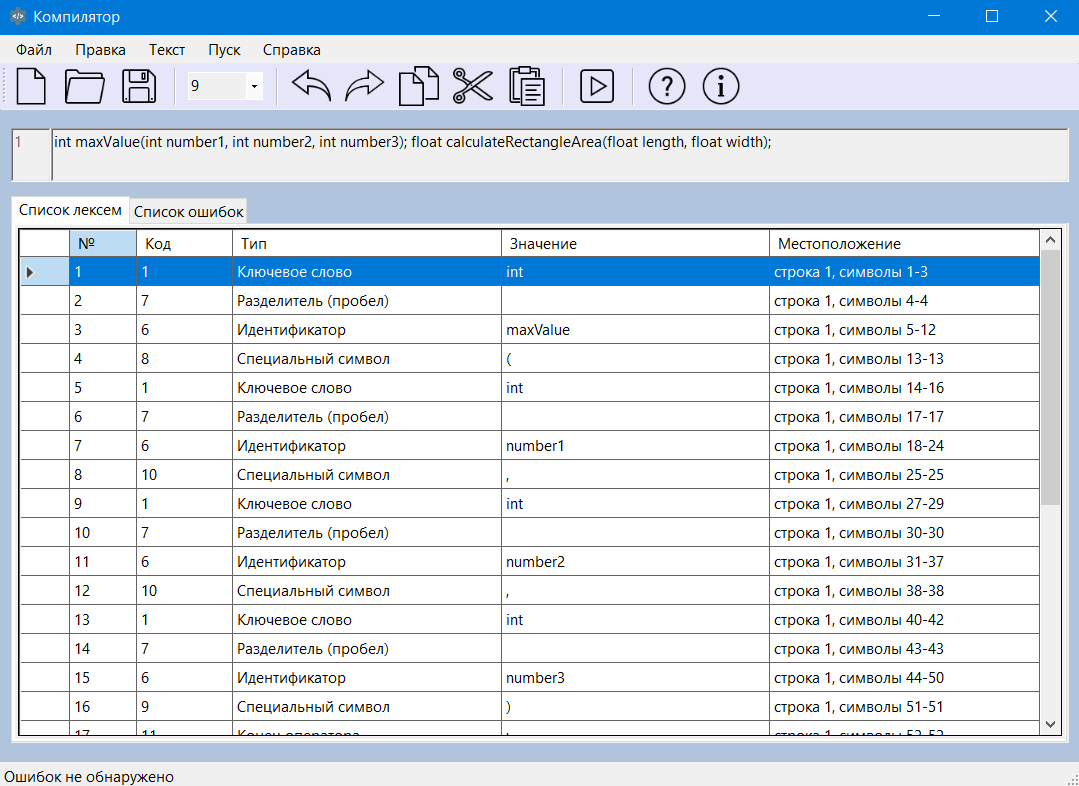 Компилятор
Файл Правка Текст Пуск Справка
9
1 int maxValue(int number1, int number2, int number3); float calculateRectangleArea(float length, float width);
Список лексем Список ошибок
№ Код Тип Значение Местоположение
1 1 Ключевое слово int строка 1, символы 1-3
2 7 Разделитель (пробел) строка 1, символы 4-4
3 6 Идентификатор maxValue строка 1, символы 5-12
4 8 Специальный символ ( строка 1, символы 13-13
5 1 Ключевое слово int строка 1, символы 14-16
6 7 Разделитель (пробел) строка 1, символы 17-17
7 6 Идентификатор number1 строка 1, символы 18-24
8 10 Специальный символ , строка 1, символы 25-25
9 1 Ключевое слово int строка 1, символы 27-29
10 7 Разделитель (пробел) строка 1, символы 30-30
11 6 Идентификатор number2 строка 1, символы 31-37
12 10 Специальный символ , строка 1, символы 38-38
13 1 Ключевое слово int строка 1, символы 40-42
14 7 Разделитель (пробел) строка 1, символы 43-43
15 6 Идентификатор number3 строка 1, символы 44-50
16 9 Специальный символ ) строка 1, символы 51-51
17 11 Конец оператора ; строка 1, символы 52-52
Ошибок не обнаружено